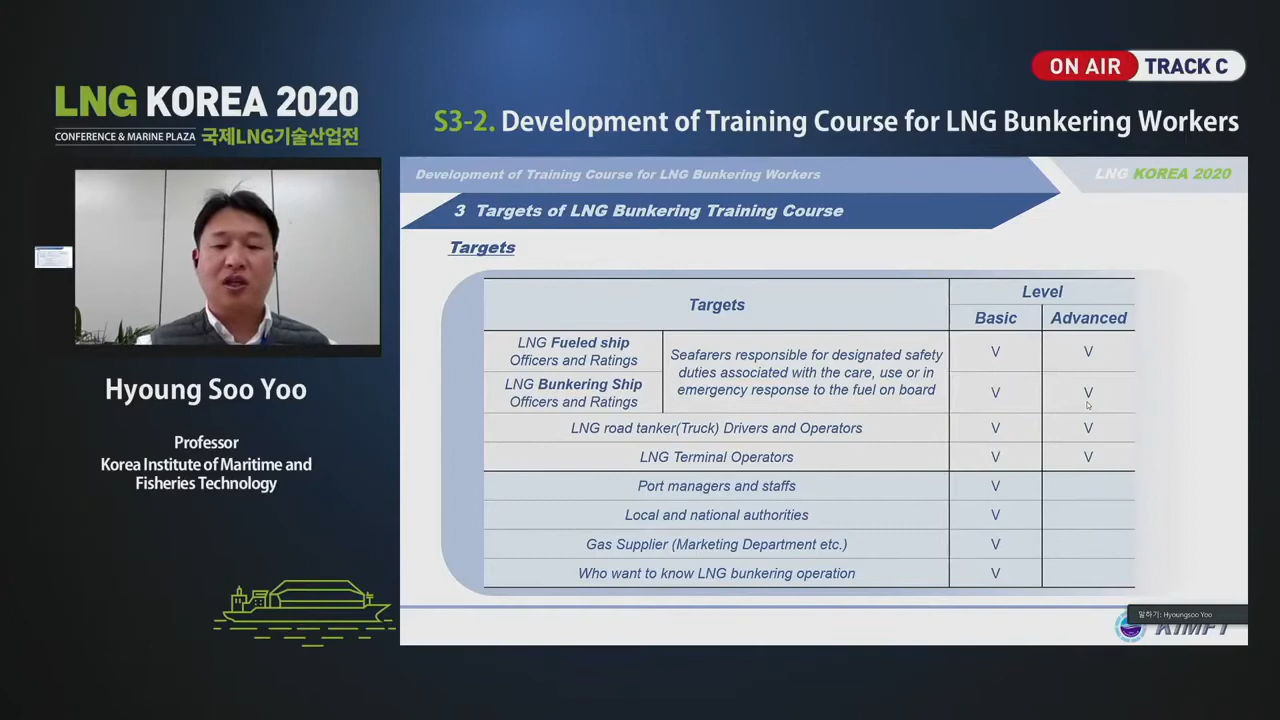 LNG KOREA 2020
CONFERENCE & MARINE PLAZA 국제LNG기술산업전
ON AIR TRACK C
S3-2. Development of Training Course for LNG Bunkering Workers
Hyoung Soo Yoo
Professor
Korea Institute of Maritime and
Fisheries Technology
Development of Training Course for LNG Bunkering Workers
LNG KOREA 2020
3 Targets of LNG Bunkering Training Course
Targets
Targets
Level
Basic
Advanced
LNG Fueled ship
Officers and Ratings
Seafarers responsible for designated safety
duties associated with the care, use or in
emergency response to the fuel on board
V V
LNG Bunkering Ship
Officers and Ratings
V V
LNG road tanker(Truck) Drivers and Operators V V
LNG Terminal Operators V V
Port managers and staffs V
Local and national authorities V
Gas Supplier (Marketing Department etc.) V
Who want to know LNG bunkering operation V
말하기: Hyoungsoo Yoo